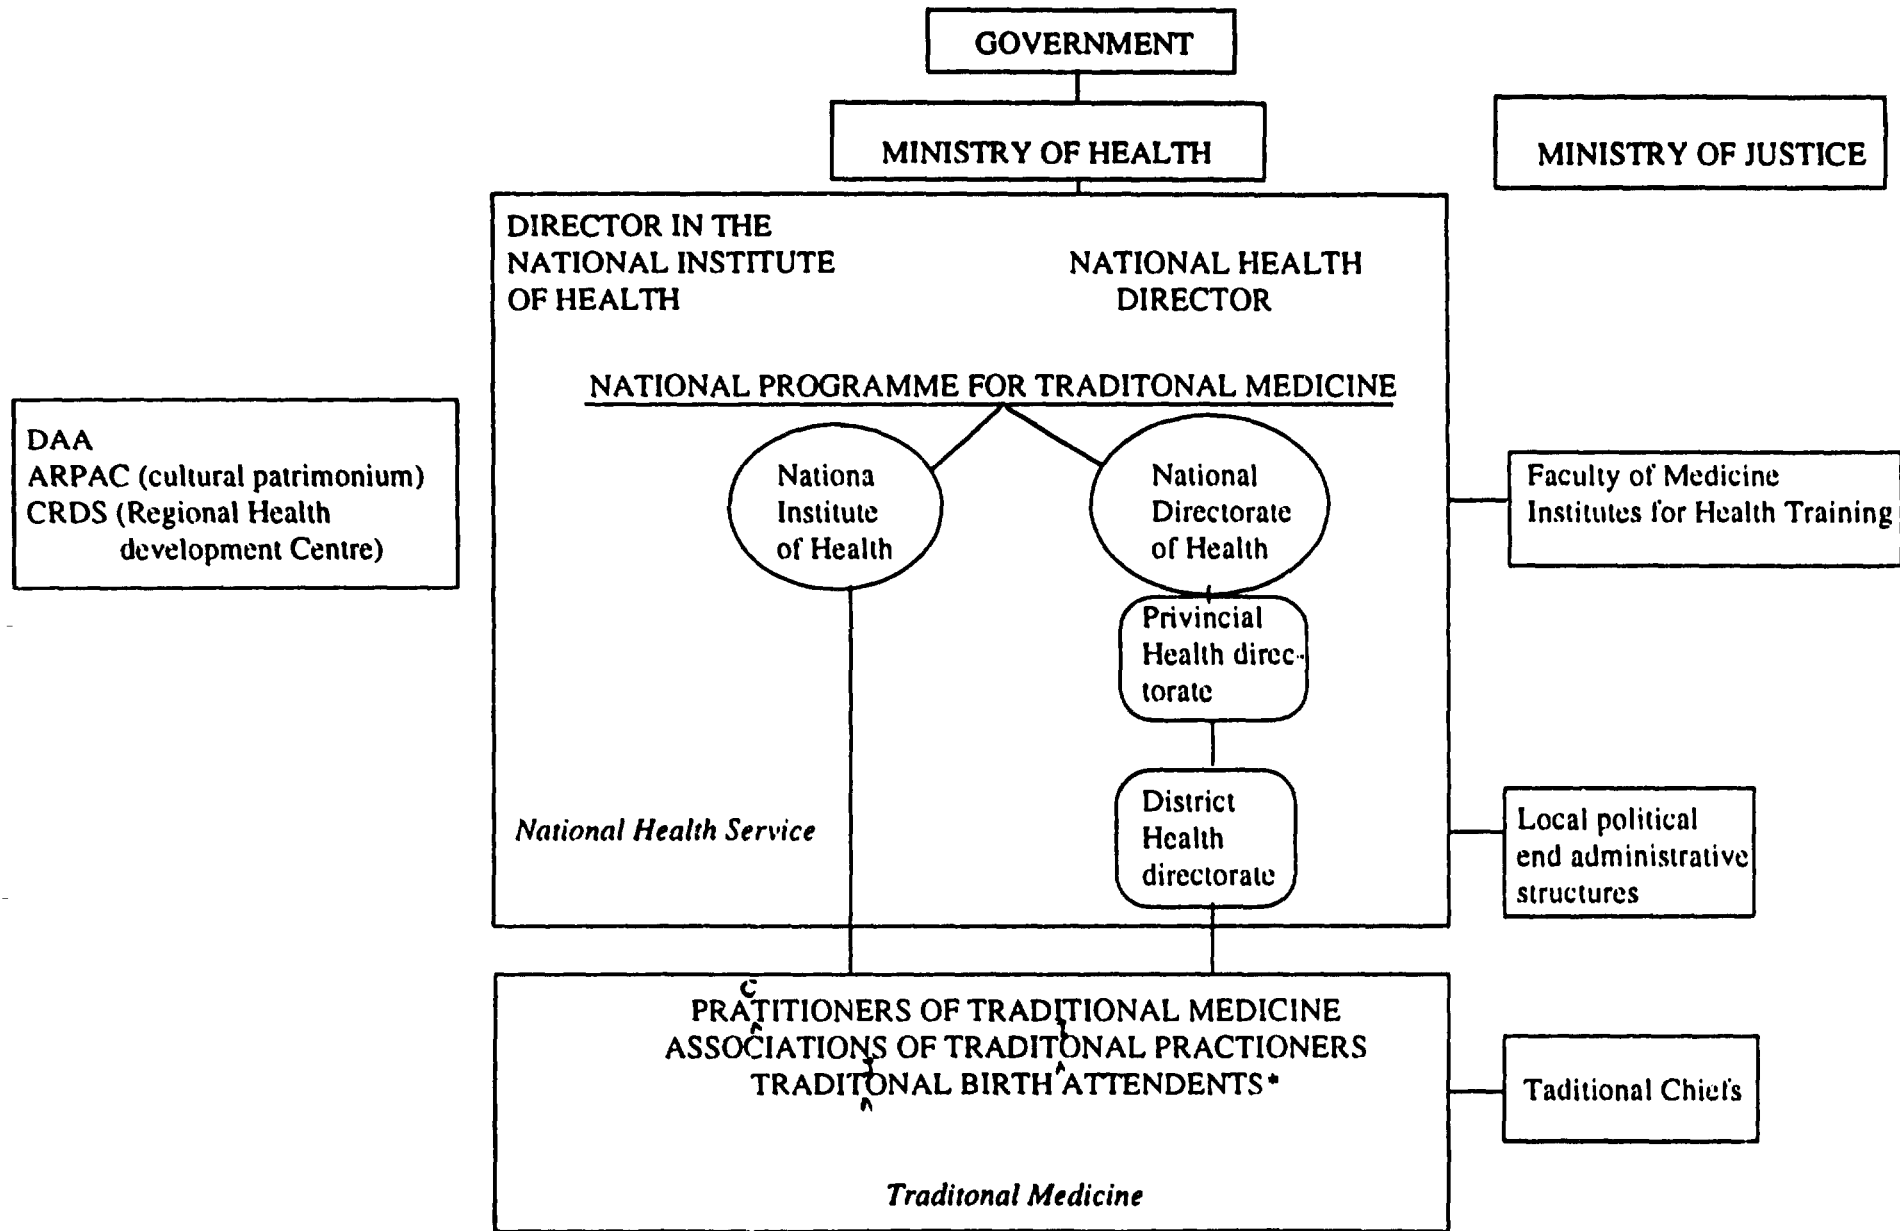 GOVERNMENT
MINISTRY OF HEALTH
MINISTRY OF JUSTICE
DIRECTOR IN THE
NATIONAL INSTITUTE
OF HEALTH
NATIONAL HEALTH
DIRECTOR
NATIONAL PROGRAMME FOR TRADITONAL MEDICINE
DAA
ARPAC (cultural patrimonium)
CRDS (Regional Health
development Centre)
Nationa
Institute
of Health
National
Directorate
of Health
Faculty of Medicine
Institutes for Health Training
Privincial
Health direc-
torate
District
Health
directorate
National Health Service
Local political
end administrative
structures
c
PRATITIONERS OF TRADITIONAL MEDICINE
ASSOCIATIONS OF TRADITONAL PRACTIONERS
TRADITONAL BIRTH ATTENDENTS*
Taditional Chiefs
Traditonal Medicine